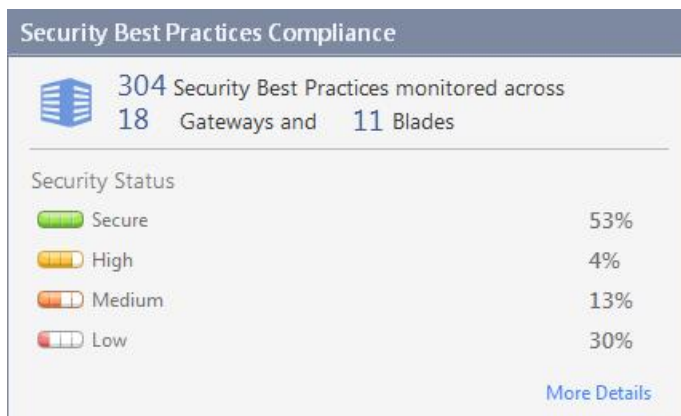 Security Best Practices Compliance
304 Security Best Practices monitored across
18 Gateways and 11 Blades
Security Status
Secure 53%
High 4%
Medium 13%
Low 30%
More Details